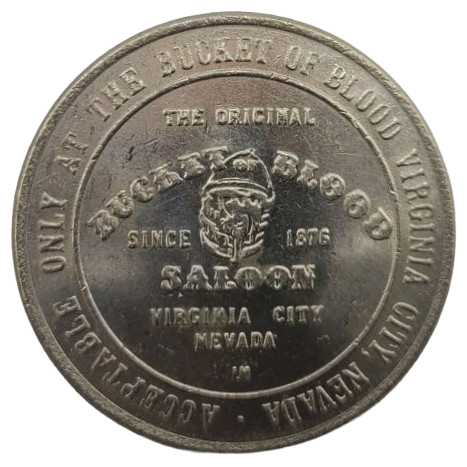 ACCEPTABLE ONLY AT THE BUCKET OF BLOOD VIRGINIA CITY, NEVADA ·
THE ORIGINAL
BUCKET OF BLOOD
SINCE 1876
SALOON
VIRGINIA CITY
NEVADA
LM